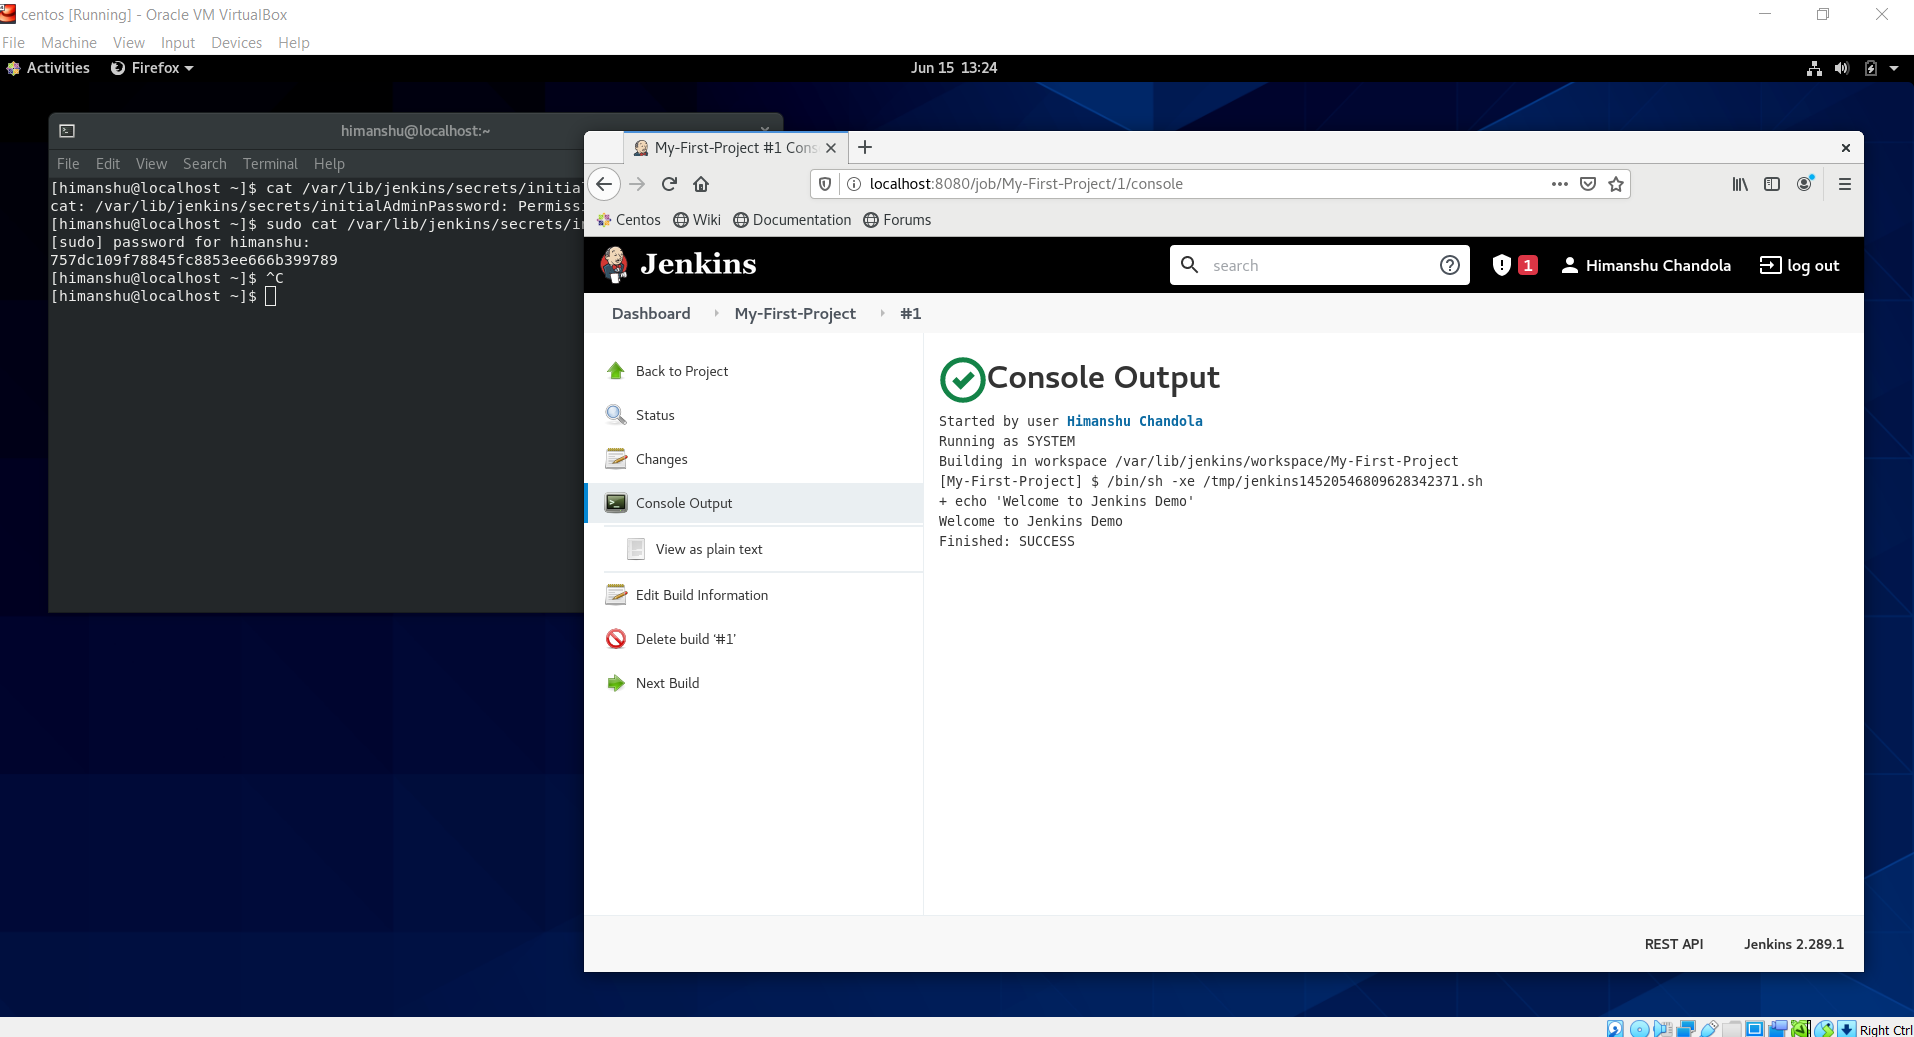 centos [Running] - Oracle VM VirtualBox
File Machine View Input Devices Help
Activities Firefox Jun 15 13:24
himanshu@localhost:~
File Edit View Search Terminal Help
[himanshu@localhost ~]$ cat /var/lib/jenkins/secrets/initial
cat: /var/lib/jenkins/secrets/initialAdminPassword: Permiss
[himanshu@localhost ~]$ sudo cat /var/lib/jenkins/secrets/i
[sudo] password for himanshu:
757dc109f78845fc8853ee666b399789
[himanshu@localhost ~]$ ^C
[himanshu@localhost ~]$
My-First-Project #1 Cons
localhost:8080/job/My-First-Project/1/console
Centos Wiki Documentation Forums
Jenkins
search
1
Himanshu Chandola
log out
Dashboard My-First-Project #1
Back to Project
Status
Changes
Console Output
View as plain text
Edit Build Information
Delete build '#1'
Next Build
Console Output
Started by user Himanshu Chandola
Running as SYSTEM
Building in workspace /var/lib/jenkins/workspace/My-First-Project
[My-First-Project] $ /bin/sh -xe /tmp/jenkins14520546809628342371.sh
+ echo 'Welcome to Jenkins Demo'
Welcome to Jenkins Demo
Finished: SUCCESS
REST API Jenkins 2.289.1
Right Ctrl